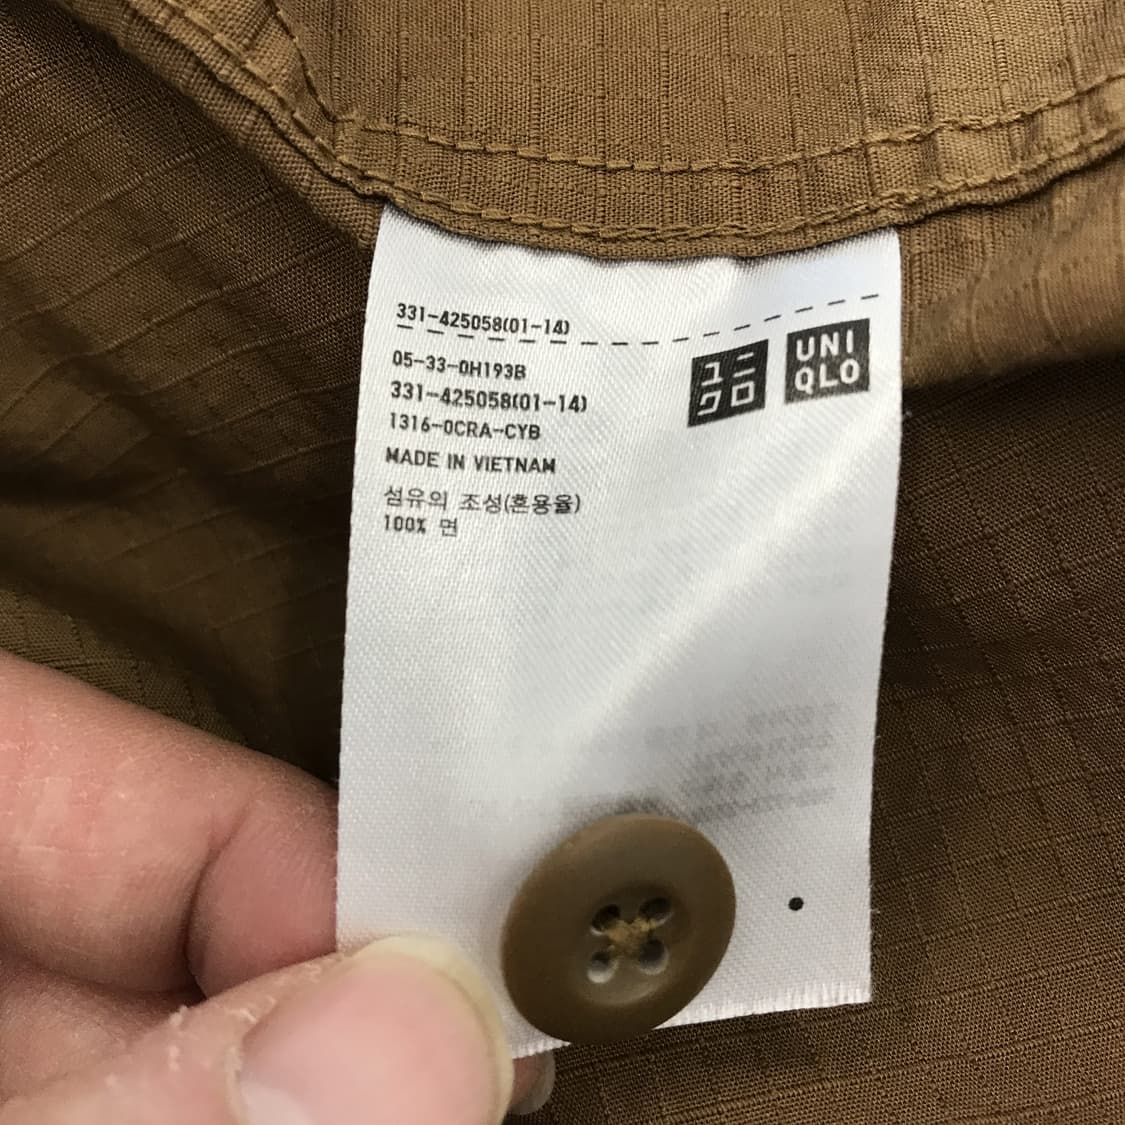 331-425058(01-14)
05-33-0H193B
331-425058(01-14)
1316-0CRA-CYB
MADE IN VIETNAM
섬유의 조성(혼용율)
100% 면
ユニ
クロ
UNI
QLO